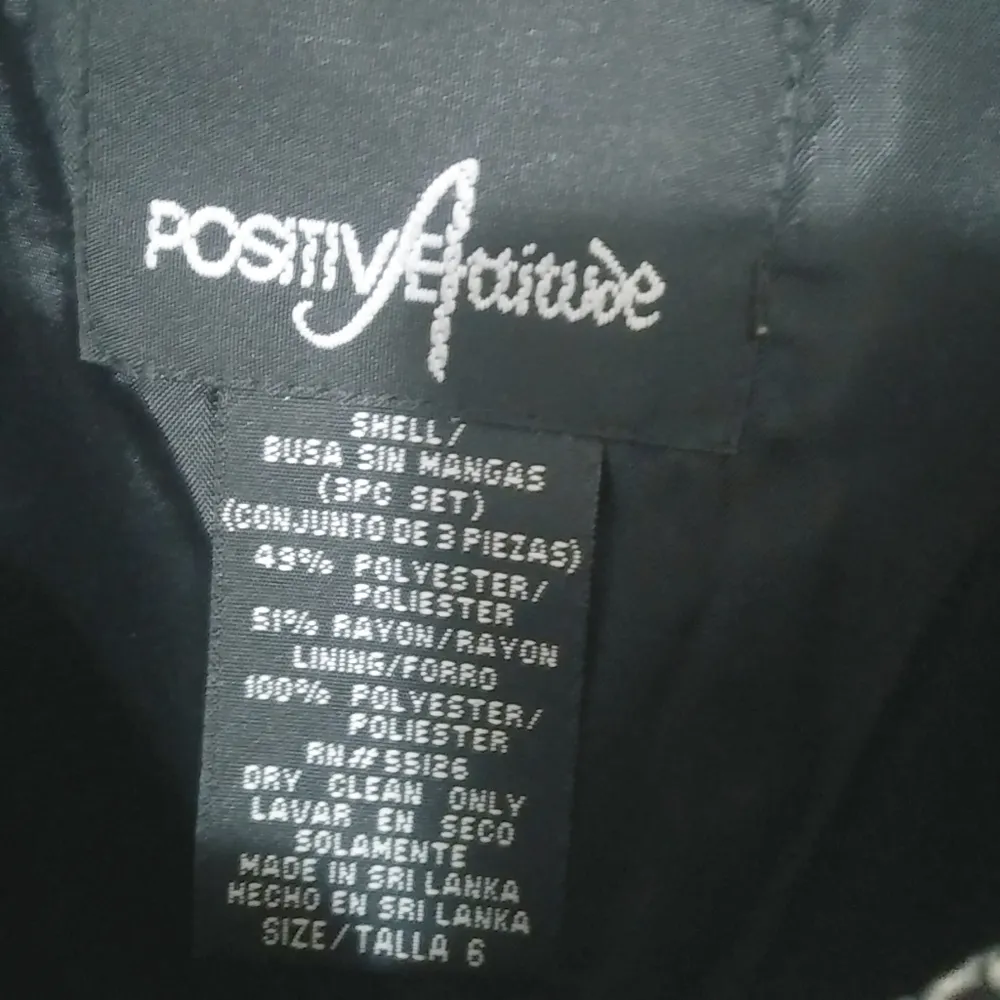 POSITIVE Attitude
SHELL/
BUSA SIN MANGAS
(3PC SET)
(CONJUNTO DE 3 PIEZAS)
49% POLYESTER/
POLIESTER
51% RAYON/RAYON
LINING/FORRO
100% POLYESTER/
POLIESTER
RN#55126
DRY CLEAN ONLY
LAVAR EN SECO
SOLAMENTE
MADE IN SRI LANKA
HECHO EN SRI LANKA
SIZE/TALLA 6